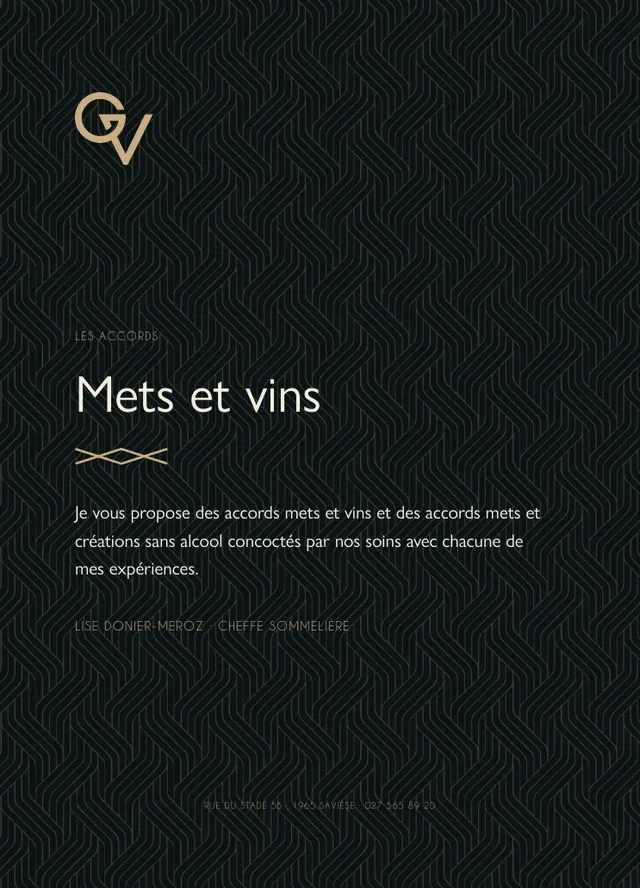 GV
LES ACCORDS
Mets et vins
Je vous propose des accords mets et vins et des accords mets et
créations sans alcool concoctés par nos soins avec chacune de
mes expériences.
LISE DONIER-MEROZ · CHEFFE SOMMELIÈRE
RUE DU STADE 5B · 1965 SAVIÈSE · 027 565 89 20